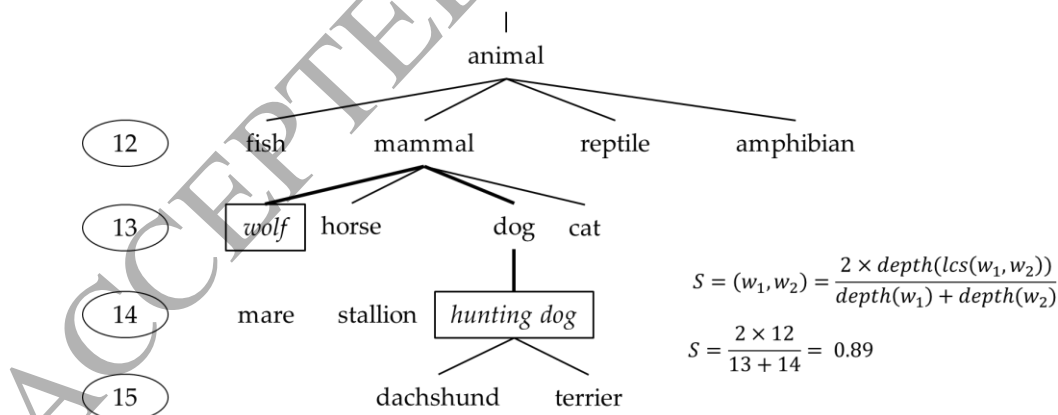 animal
12 fish mammal reptile amphibian
13 wolf horse dog cat
S = (w₁, w₂) = 2 × depth(lcs(w₁, w₂)) / depth(w₁) + depth(w₂)
14 mare stallion hunting dog
S = 2 × 12 / 13 + 14 = 0.89
15 dachshund terrier
ACCEPTE